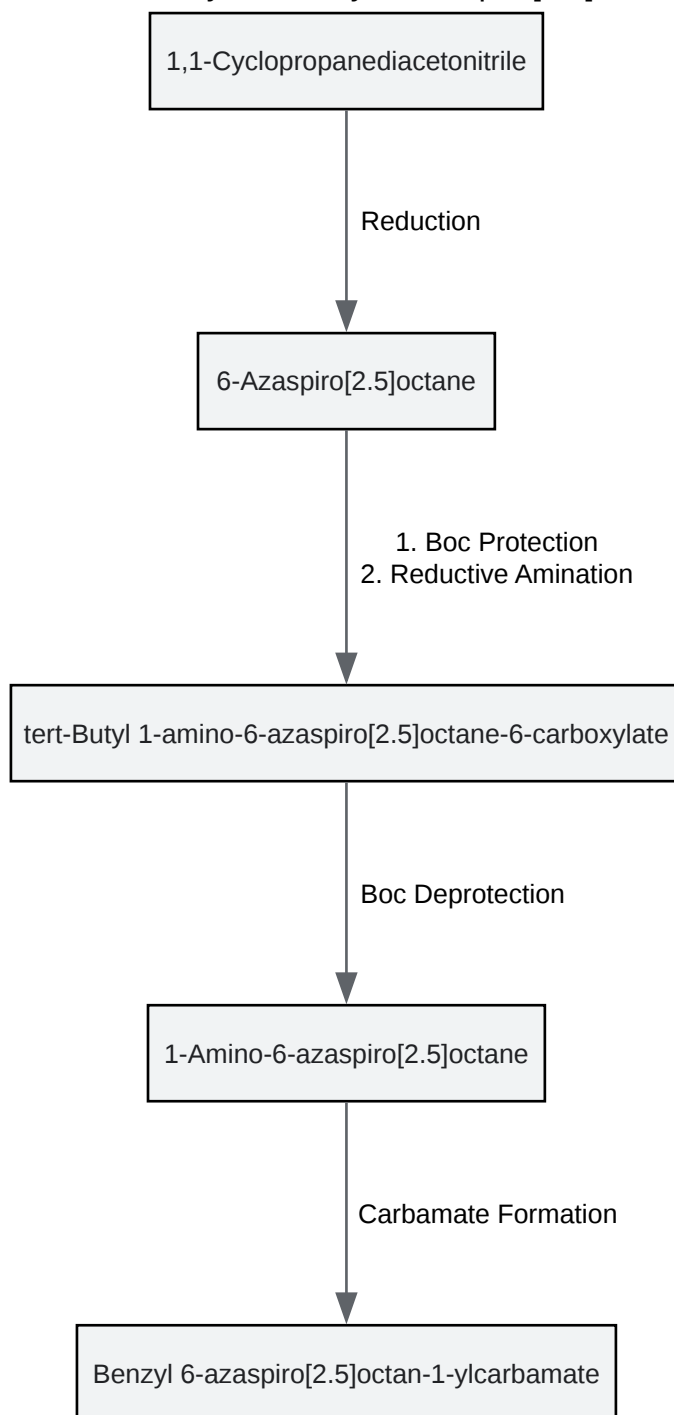 1,1-Cyclopropanediacetonitrile
Reduction
6-Azaspiro[2.5]octane
1. Boc Protection
2. Reductive Amination
tert-Butyl 1-amino-6-azaspiro[2.5]octane-6-carboxylate
Boc Deprotection
1-Amino-6-azaspiro[2.5]octane
Carbamate Formation
Benzyl 6-azaspiro[2.5]octan-1-ylcarbamate